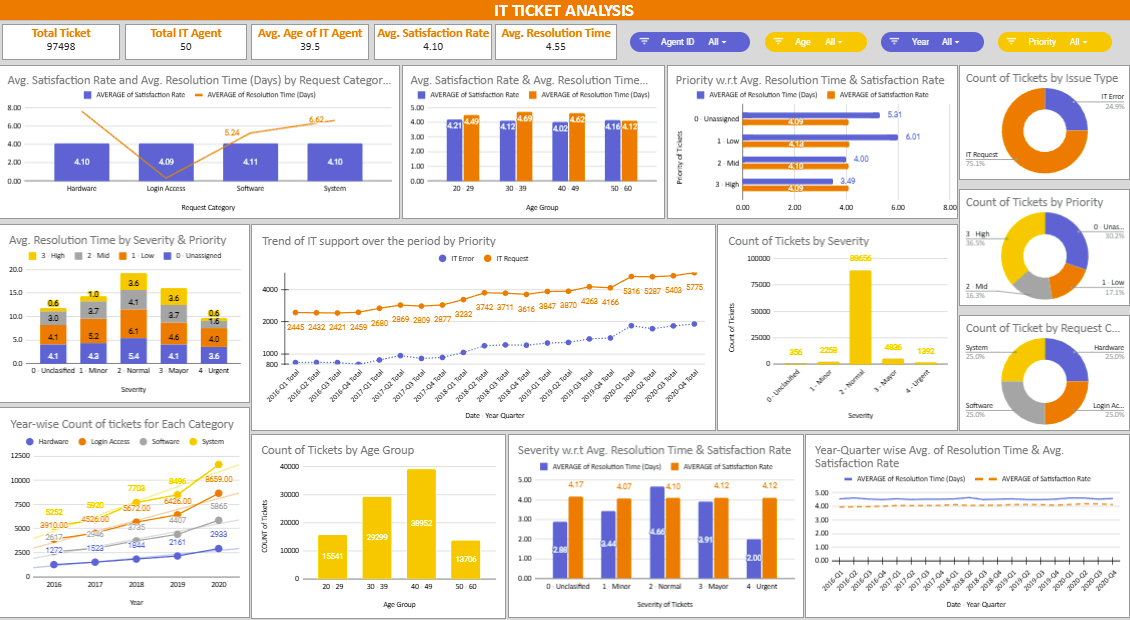 IT TICKET ANALYSIS
Total Ticket
97498
Total IT Agent
50
Avg. Age of IT Agent
39.5
Avg. Satisfaction Rate
4.10
Avg. Resolution Time
4.55
Agent ID All
Age All
Year All
Priority All
Avg. Satisfaction Rate and Avg. Resolution Time (Days) by Request Categor...
AVERAGE of Satisfaction Rate AVERAGE of Resolution Time (Days)
8.00
6.00
4.00
2.00
0.00
4.10 4.09 4.11 4.10
5.24 6.62
Hardware Login Access Software System
Request Category
Avg. Satisfaction Rate & Avg. Resolution Time...
AVERAGE of Satisfaction Rate AVERAGE of Resolution Time (Days)
5.00
4.00
3.00
2.00
1.00
0.00
4.21 4.49 4.12 4.69 4.02 4.62 4.16 4.12
20 - 29 30 - 39 40 - 49 50 - 60
Age Group
Priority w.r.t Avg. Resolution Time & Satisfaction Rate
AVERAGE of Resolution Time (Days) AVERAGE of Satisfaction Rate
Priority of Tickets
0 - Unassigned 5.31
4.09
1 - Low 6.01
4.13
2 - Mid 4.00
4.10
3 - High 3.49
4.09
0.00 2.00 4.00 6.00 8.00
Count of Tickets by Issue Type
IT Error
24.9%
IT Request
75.1%
Count of Tickets by Priority
3 - High
36.5%
0 - Unas...
30.2%
2 - Mid
16.3%
1 - Low
17.1%
Count of Ticket by Request C...
System
25.0%
Hardware
25.0%
Software
25.0%
Login Ac...
25.0%
Avg. Resolution Time by Severity & Priority
3 - High 2 - Mid 1 - Low 0 - Unassigned
20.0
15.0
10.0
5.0
0.0
0.6 1.0 3.6 3.6 0.6
3.0 3.7 4.1 3.7 1.6
4.1 5.2 6.1 4.6 4.0
4.1 4.3 5.4 4.1 3.6
0 - Unclasified 1 - Minor 2 - Normal 3 - Mayor 4 - Urgent
Severity
Trend of IT support over the period by Priority
IT Error IT Request
4000
2000
1000
800
2445 2432 2421 2459 2680 2869 2809 2877 3232 3742 3711 3616 3847 3870 4263 4166 5316 5287 5403 5775
2016-Q1 Total 2016-Q2 Total 2016-Q3 Total 2016-Q4 Total 2017-Q1 Total 2017-Q2 Total 2017-Q3 Total 2017-Q4 Total 2018-Q1 Total 2018-Q2 Total 2018-Q3 Total 2018-Q4 Total 2019-Q1 Total 2019-Q2 Total 2019-Q3 Total 2019-Q4 Total 2020-Q1 Total 2020-Q2 Total 2020-Q3 Total 2020-Q4 Total
Date - Year Quarter
Count of Tickets by Severity
Count of Tickets
100000
75000
50000
25000
0
356 2258 88656 4836 1392
0 - Unclasified 1 - Minor 2 - Normal 3 - Mayor 4 - Urgent
Severity
Year-wise Count of tickets for Each Category
Hardware Login Access Software System
12500
10000
7500
5000
2500
0
5252 5920 7703 8496
3910.00 4526.00 5672.00 6426.00 8659.00
2617 2946 3735 4407 5865
1272 1523 1844 2161 2933
2016 2017 2018 2019 2020
Year
Count of Tickets by Age Group
COUNT of Tickets
40000
30000
20000
10000
0
15541 29299 38952 13706
20 - 29 30 - 39 40 - 49 50 - 60
Age Group
Severity w.r.t Avg. Resolution Time & Satisfaction Rate
AVERAGE of Resolution Time (Days) AVERAGE of Satisfaction Rate
5.00
4.00
3.00
2.00
1.00
0.00
4.17 4.07 4.10 4.12 4.12
2.88 3.44 4.66 3.91 2.00
0 - Unclasified 1 - Minor 2 - Normal 3 - Mayor 4 - Urgent
Severity of Tickets
Year-Quarter wise Avg. of Resolution Time & Avg.
Satisfaction Rate
AVERAGE of Resolution Time (Days) AVERAGE of Satisfaction Rate
5.00
4.00
3.00
2.00
1.00
0.00
2016-Q1 2016-Q2 2016-Q3 2016-Q4 2017-Q1 2017-Q2 2017-Q3 2017-Q4 2018-Q1 2018-Q2 2018-Q3 2018-Q4 2019-Q1 2019-Q2 2019-Q3 2019-Q4 2020-Q1 2020-Q2 2020-Q3 2020-Q4
Date - Year Quarter